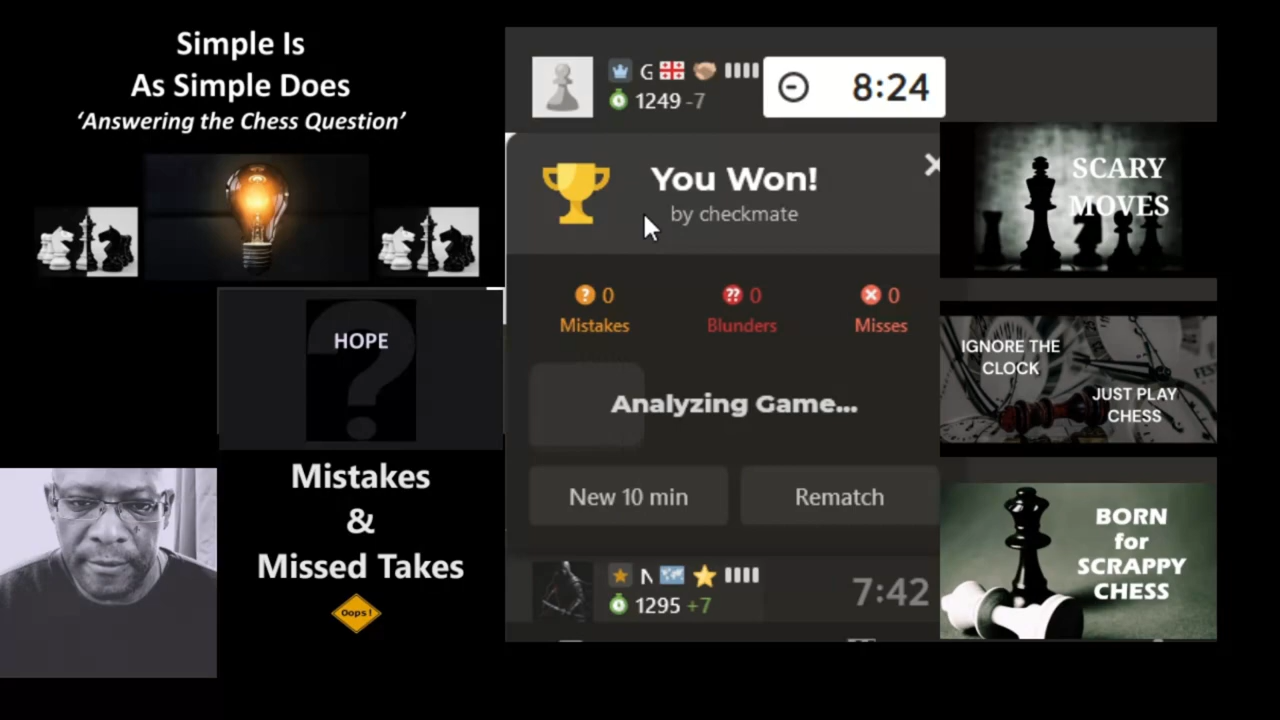 Simple Is
As Simple Does
‘Answering the Chess Question’
HOPE
Mistakes
&
Missed Takes
Oops !
G
1249 -7
8:24
You Won!
by checkmate
? 0
Mistakes
?? 0
Blunders
0
Misses
Analyzing Game...
New 10 min
Rematch
N
1295 +7
7:42
SCARY
MOVES
IGNORE THE
CLOCK
JUST PLAY
CHESS
BORN
for
SCRAPPY
CHESS